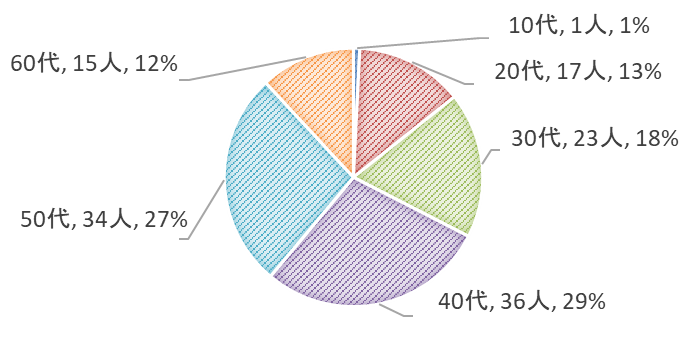 10代, 1人, 1%
20代, 17人, 13%
30代, 23人, 18%
40代, 36人, 29%
50代, 34人, 27%
60代, 15人, 12%